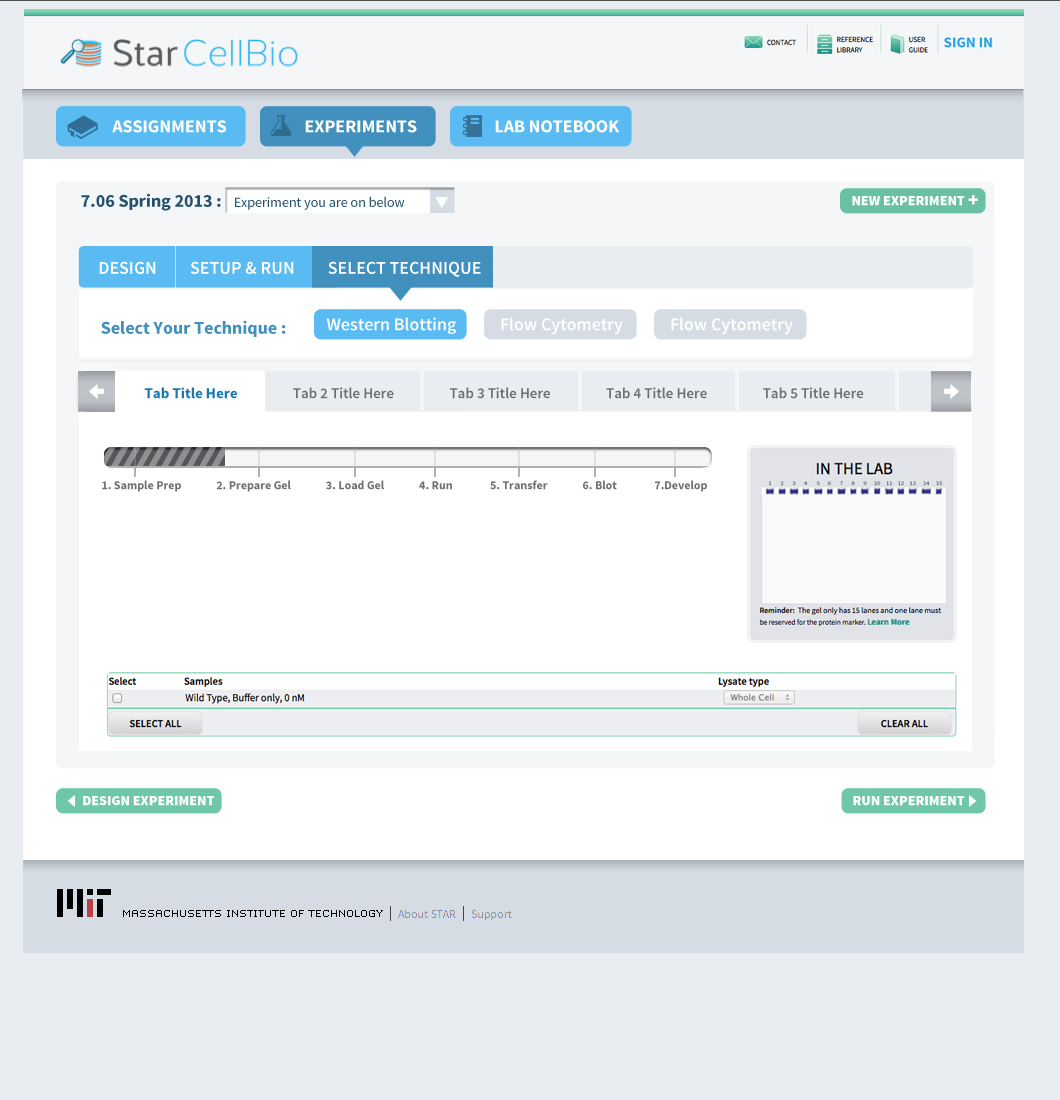 Star CellBio
CONTACT
REFERENCE
LIBRARY
USER
GUIDE
SIGN IN
ASSIGNMENTS
EXPERIMENTS
LAB NOTEBOOK
7.06 Spring 2013 :
Experiment you are on below
NEW EXPERIMENT +
DESIGN
SETUP & RUN
SELECT TECHNIQUE
Select Your Technique :
Western Blotting
Flow Cytometry
Flow Cytometry
Tab Title Here
Tab 2 Title Here
Tab 3 Title Here
Tab 4 Title Here
Tab 5 Title Here
1. Sample Prep
2. Prepare Gel
3. Load Gel
4. Run
5. Transfer
6. Blot
7.Develop
IN THE LAB
1 2 3 4 5 6 7 8 9 10 11 12 13 14 15
Reminder: The gel only has 15 lanes and one lane must
be reserved for the protein marker. Learn More
Select Samples Lysate type
Wild Type, Buffer only, 0 nM Whole Cell
SELECT ALL
CLEAR ALL
DESIGN EXPERIMENT
RUN EXPERIMENT
MIT
MASSACHUSETTS INSTITUTE OF TECHNOLOGY | About STAR | Support